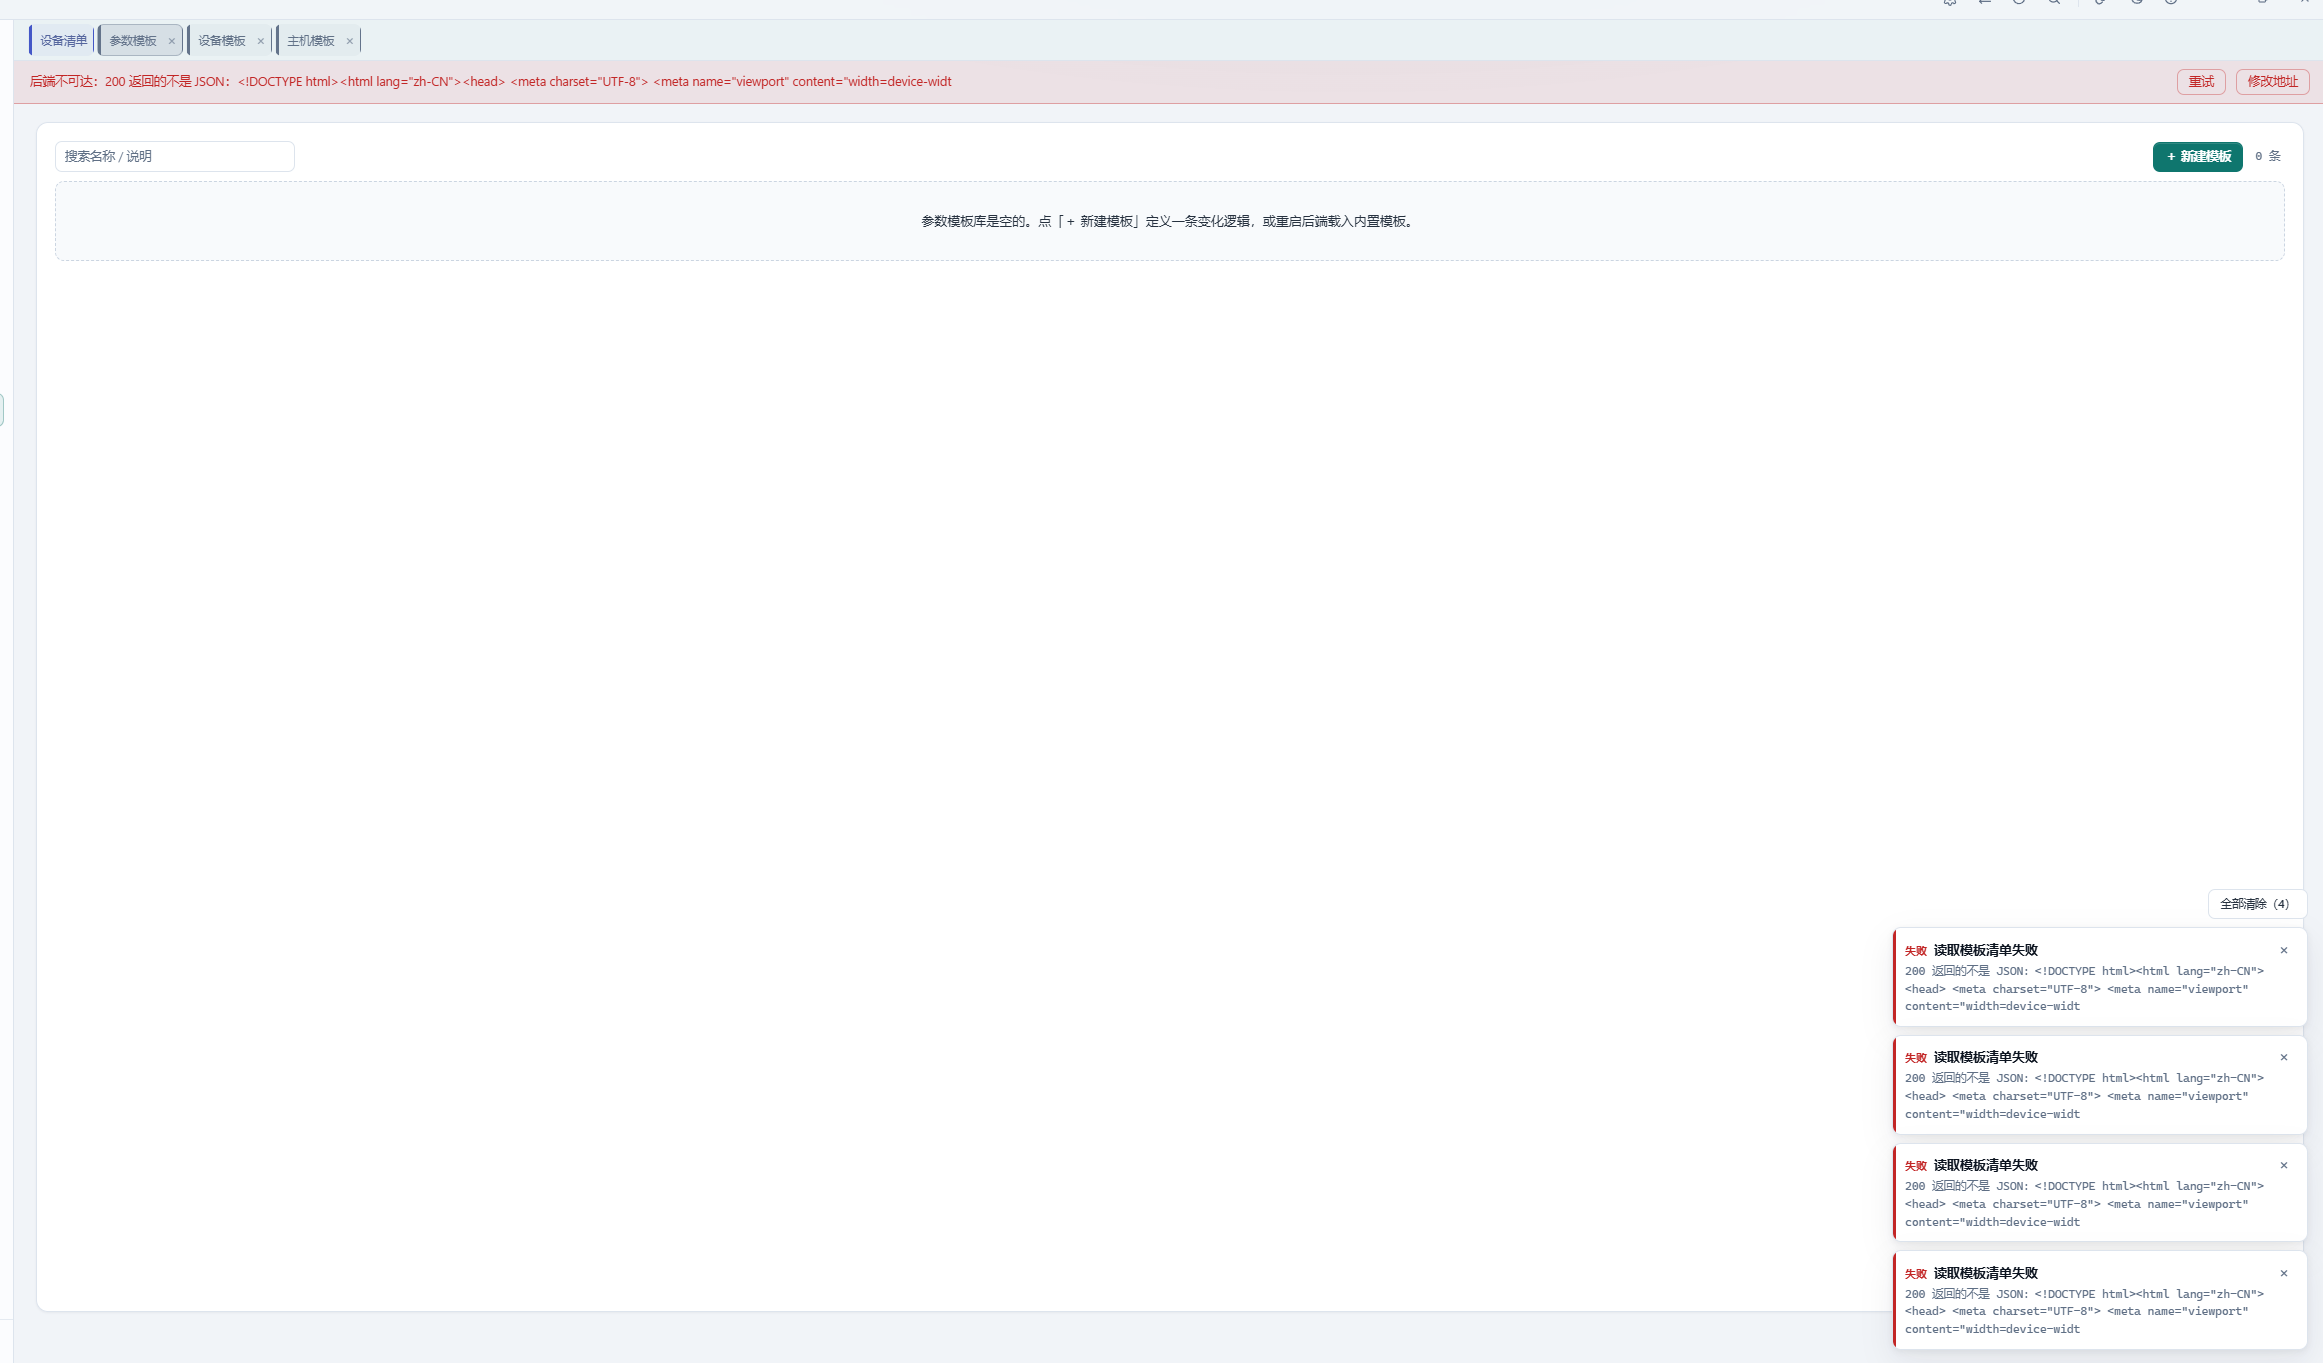 设备清单 参数模板 × 设备模板 × 主机模板 ×
后端不可达：200 返回的不是 JSON：<!DOCTYPE html><html lang="zh-CN"><head> <meta charset="UTF-8"> <meta name="viewport" content="width=device-widt 重试 修改地址
搜索名称 / 说明 + 新建模板 0 条
参数模板库是空的。点「 + 新建模板」定义一条变化逻辑，或重启后端载入内置模板。
全部清除（4）
失败 读取模板清单失败 ×
200 返回的不是 JSON：<!DOCTYPE html><html lang="zh-CN">
<head> <meta charset="UTF-8"> <meta name="viewport"
content="width=device-widt
失败 读取模板清单失败 ×
200 返回的不是 JSON：<!DOCTYPE html><html lang="zh-CN">
<head> <meta charset="UTF-8"> <meta name="viewport"
content="width=device-widt
失败 读取模板清单失败 ×
200 返回的不是 JSON：<!DOCTYPE html><html lang="zh-CN">
<head> <meta charset="UTF-8"> <meta name="viewport"
content="width=device-widt
失败 读取模板清单失败 ×
200 返回的不是 JSON：<!DOCTYPE html><html lang="zh-CN">
<head> <meta charset="UTF-8"> <meta name="viewport"
content="width=device-widt